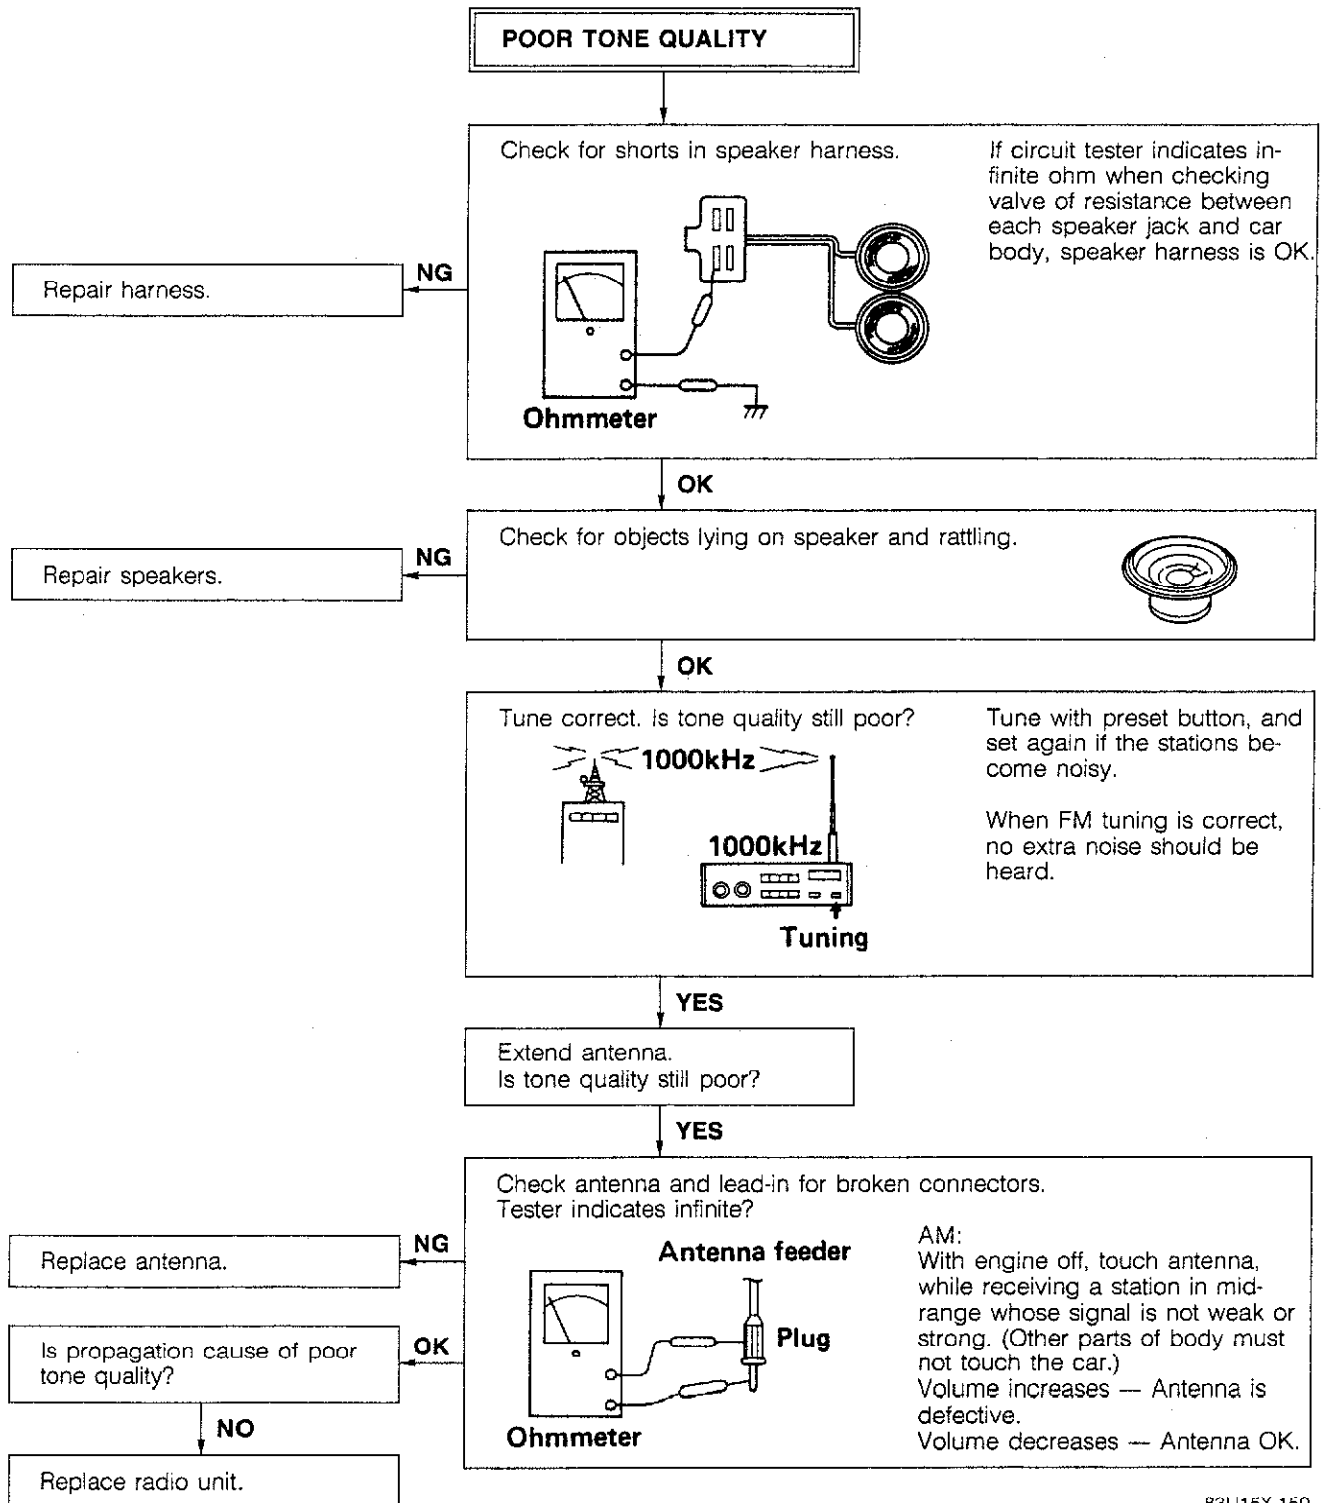 POOR TONE QUALITY
Check for shorts in speaker harness.
If circuit tester indicates in-
finite ohm when checking
valve of resistance between
each speaker jack and car
body, speaker harness is OK.
NG
Repair harness.
Ohmmeter
OK
Check for objects lying on speaker and rattling.
NG
Repair speakers.
OK
Tune correct. Is tone quality still poor?
Tune with preset button, and
set again if the stations be-
come noisy.
When FM tuning is correct,
no extra noise should be
heard.
1000kHz
1000kHz
Tuning
YES
Extend antenna.
Is tone quality still poor?
YES
Check antenna and lead-in for broken connectors.
Tester indicates infinite?
NG
Replace antenna.
Antenna feeder
Plug
Ohmmeter
AM:
With engine off, touch antenna,
while receiving a station in mid-
range whose signal is not weak or
strong. (Other parts of body must
not touch the car.)
Volume increases — Antenna is
defective.
Volume decreases — Antenna OK.
OK
Is propagation cause of poor
tone quality?
NO
Replace radio unit.